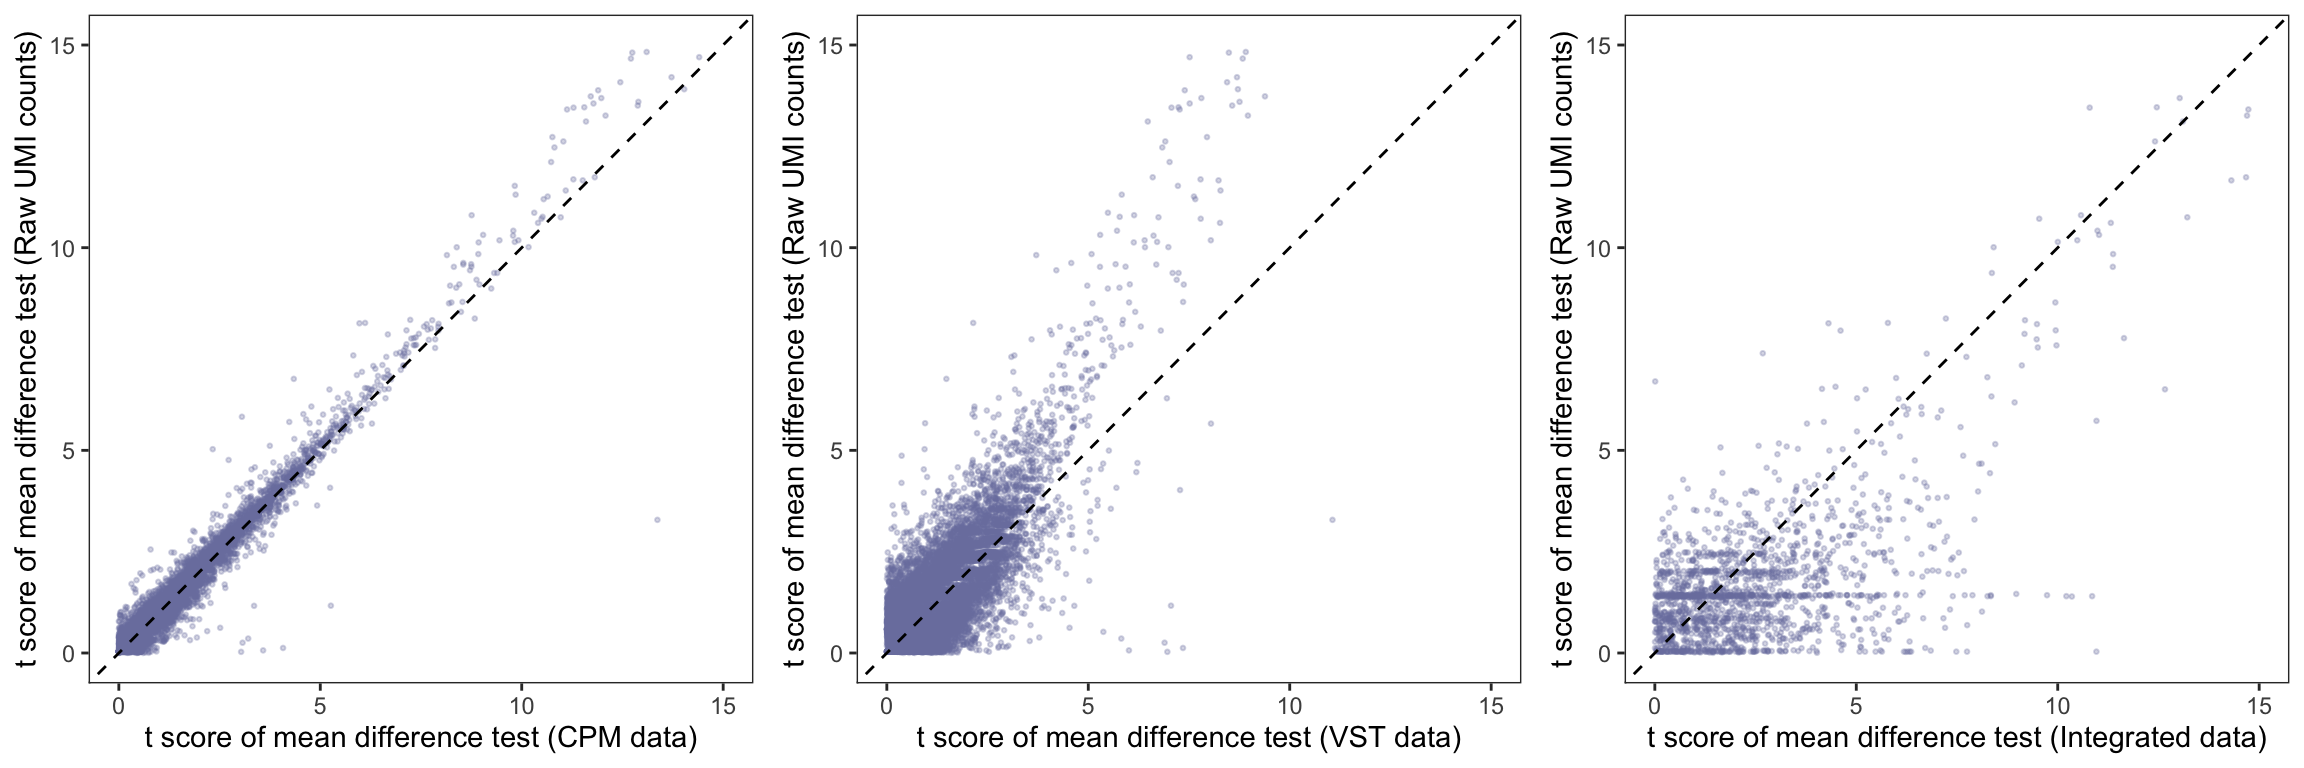 t score of mean difference test (Raw UMI counts)
15
10
5
0
0 5 10 15
t score of mean difference test (CPM data)
t score of mean difference test (Raw UMI counts)
15
10
5
0
0 5 10 15
t score of mean difference test (VST data)
t score of mean difference test (Raw UMI counts)
15
10
5
0
0 5 10 15
t score of mean difference test (Integrated data)